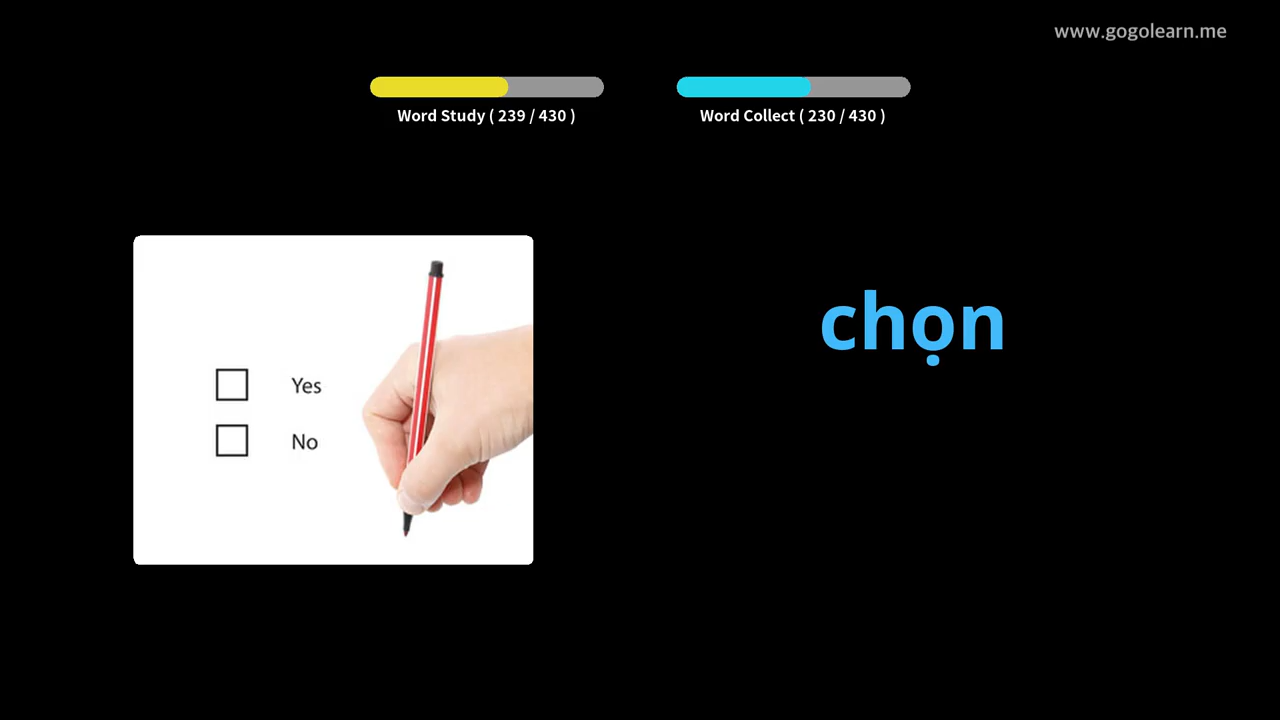 www.gogolearn.me
Word Study ( 239 / 430 )
Word Collect ( 230 / 430 )
chọn
Yes
No